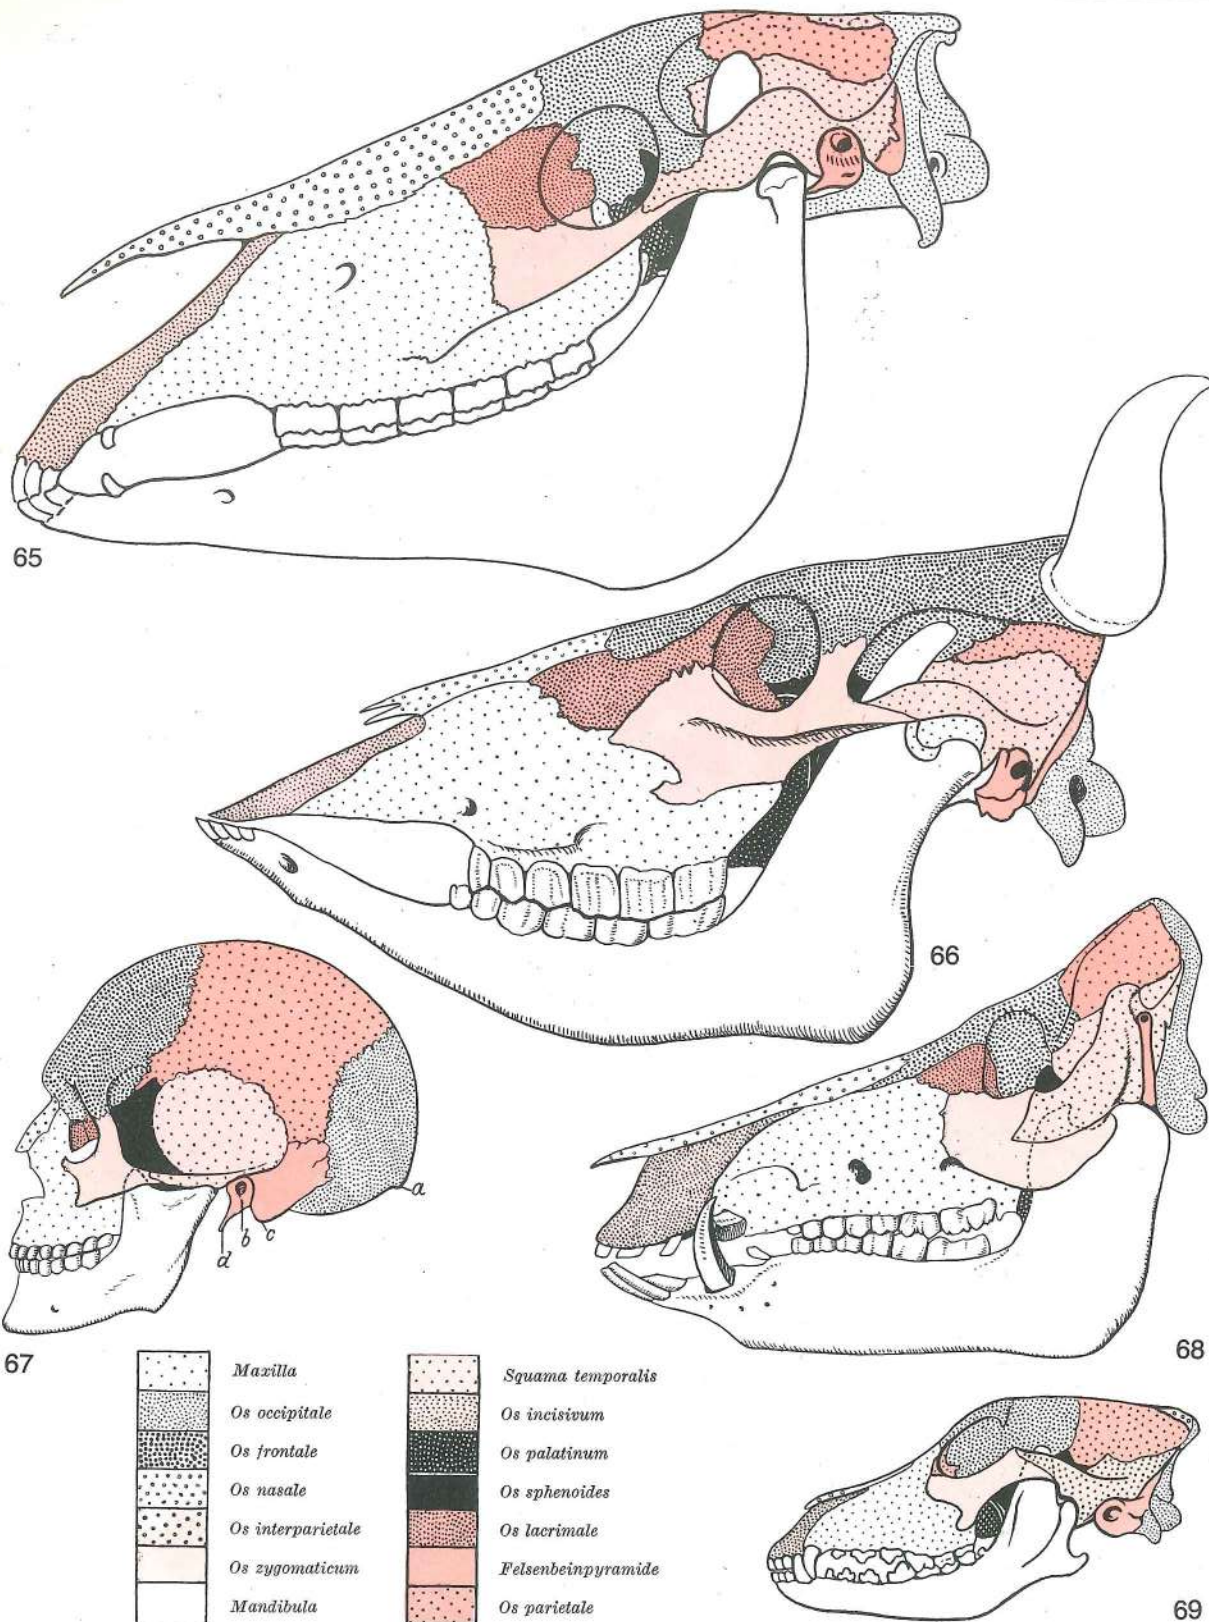 65
66
67
68
69
a
b
c
d
Maxilla
Os occipitale
Os frontale
Os nasale
Os interparietale
Os zygomaticum
Mandibula
Squama temporalis
Os incisivum
Os palatinum
Os sphenoides
Os lacrimale
Felsenbeinpyramide
Os parietale